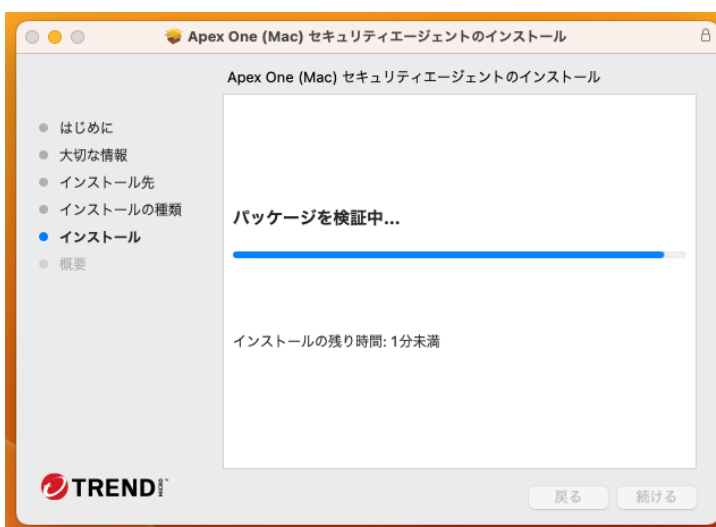 Apex One (Mac) セキュリティエージェントのインストール
Apex One (Mac) セキュリティエージェントのインストール
はじめに
大切な情報
インストール先
インストールの種類
インストール
概要
パッケージを検証中...
インストールの残り時間: 1分未満
TREND MICRO™
戻る
続ける